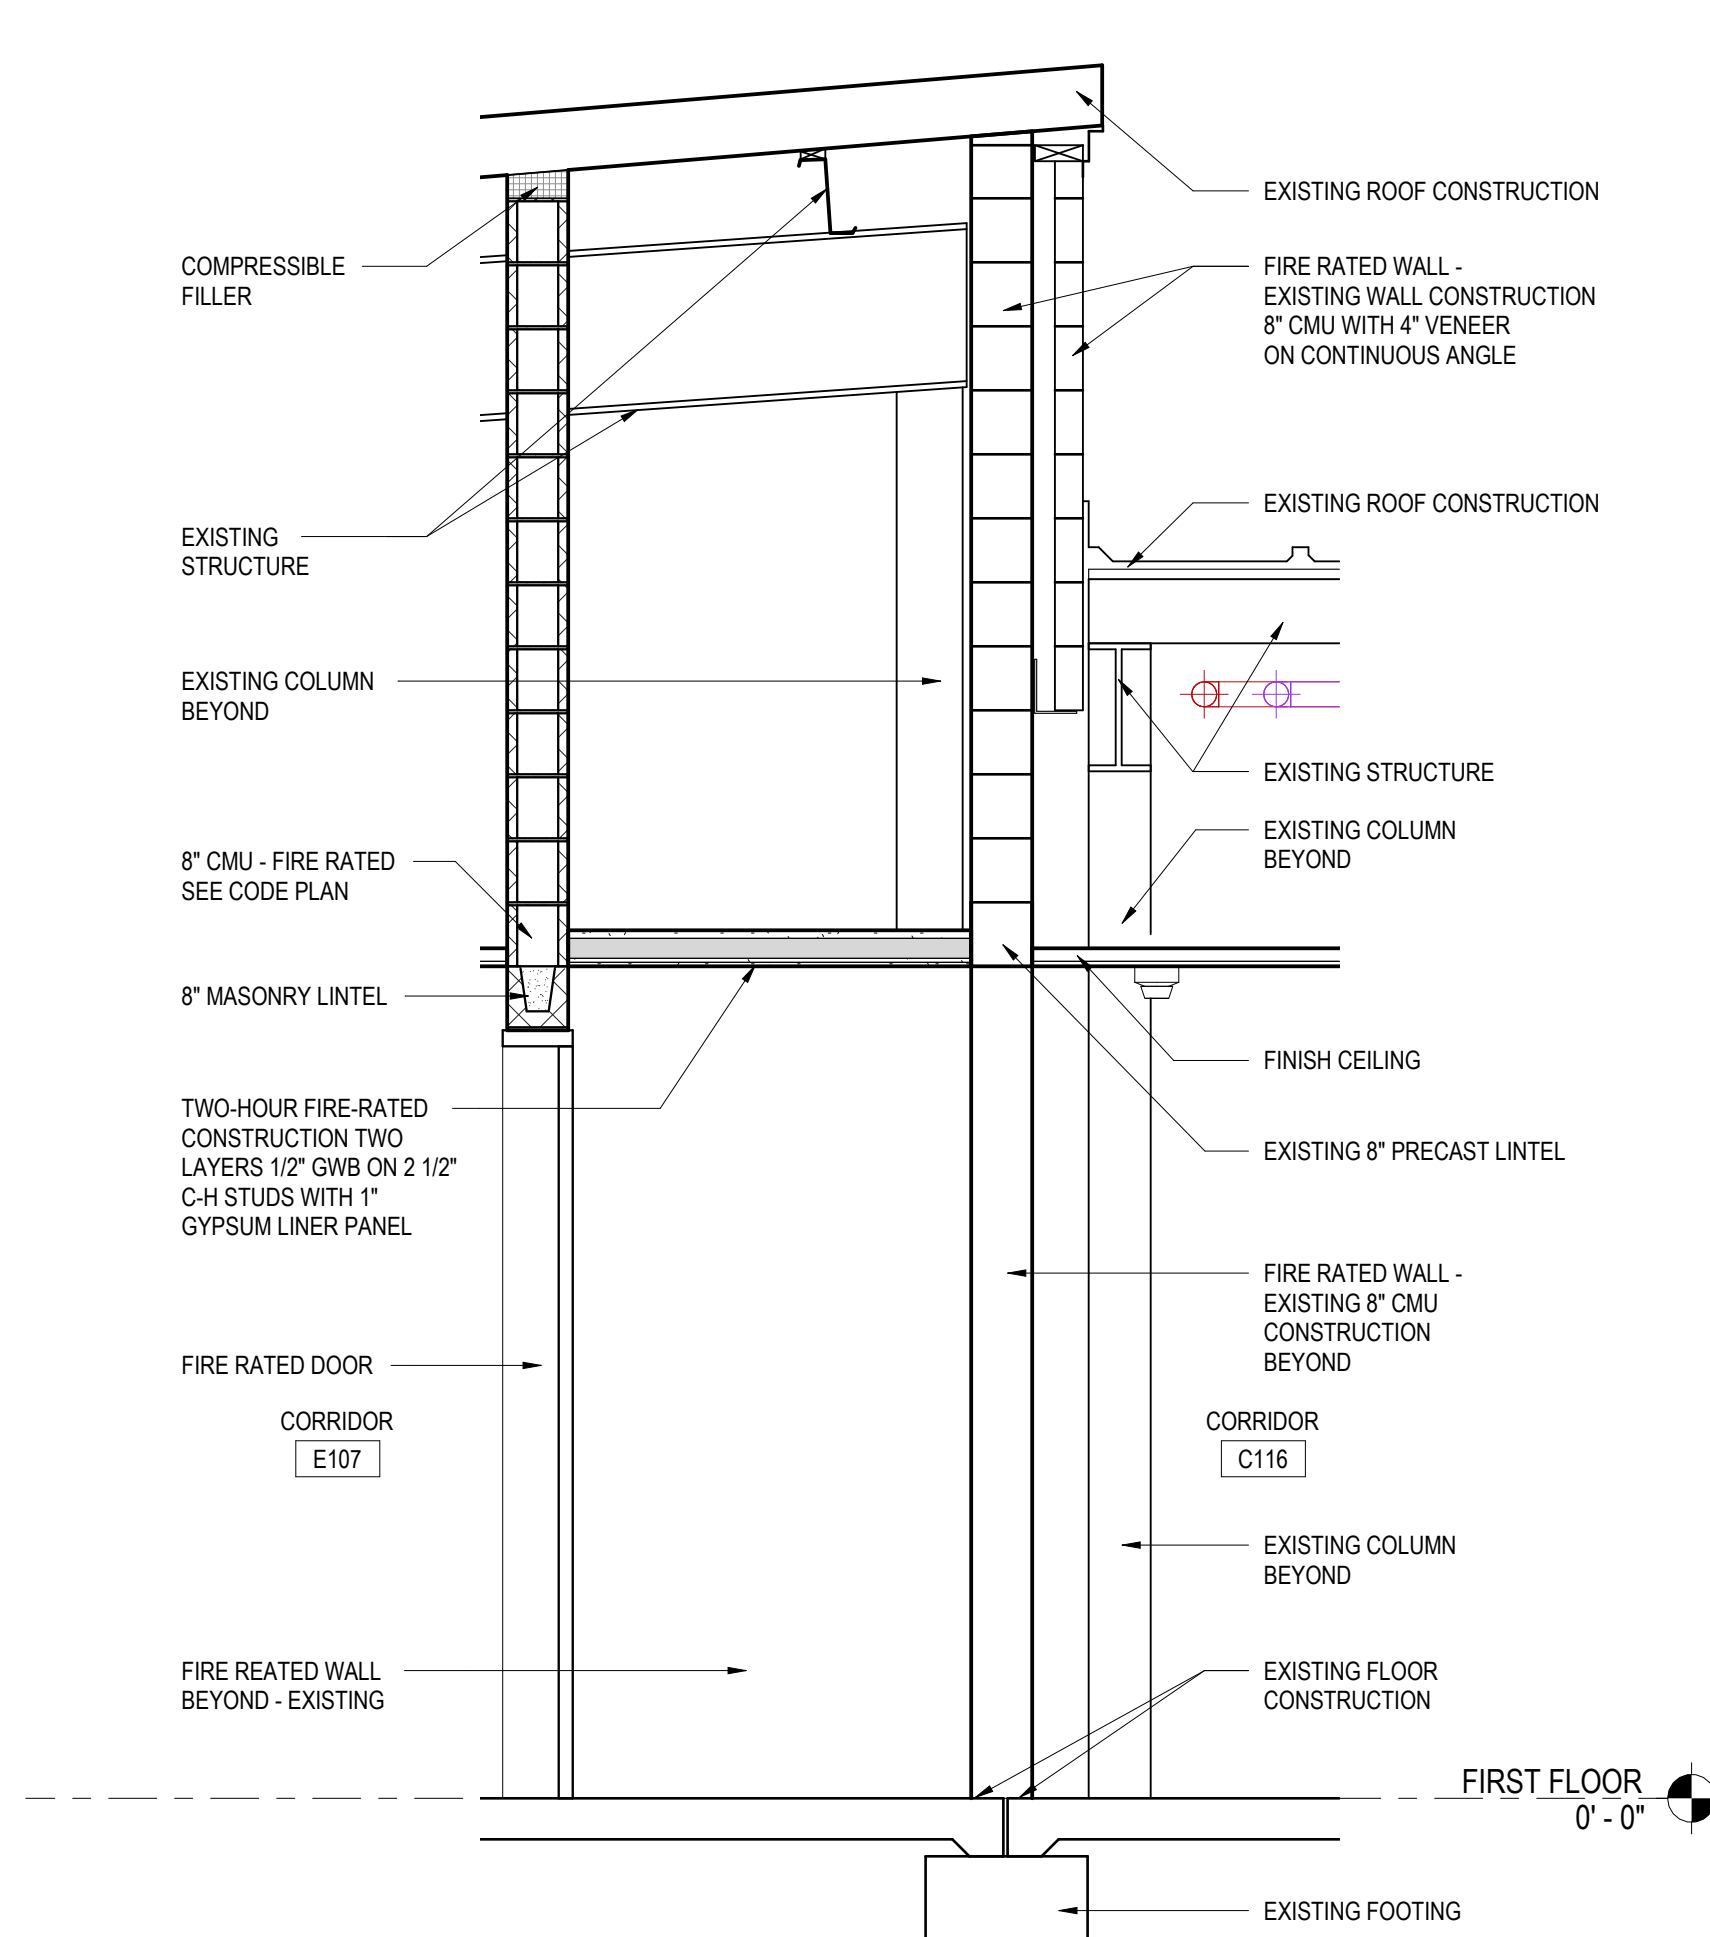 EXISTING ROOF CONSTRUCTION
COMPRESSIBLE
FILLER
FIRE RATED WALL -
EXISTING WALL CONSTRUCTION
8" CMU WITH 4" VENEER
ON CONTINUOUS ANGLE
EXISTING ROOF CONSTRUCTION
EXISTING
STRUCTURE
EXISTING COLUMN
BEYOND
EXISTING STRUCTURE
EXISTING COLUMN
BEYOND
8" CMU - FIRE RATED
SEE CODE PLAN
8" MASONRY LINTEL
FINISH CEILING
TWO-HOUR FIRE-RATED
CONSTRUCTION TWO
LAYERS 1/2" GWB ON 2 1/2"
C-H STUDS WITH 1"
GYPSUM LINER PANEL
EXISTING 8" PRECAST LINTEL
FIRE RATED WALL -
EXISTING 8" CMU
CONSTRUCTION
BEYOND
FIRE RATED DOOR
CORRIDOR
E107
CORRIDOR
C116
EXISTING COLUMN
BEYOND
FIRE REATED WALL
BEYOND - EXISTING
EXISTING FLOOR
CONSTRUCTION
FIRST FLOOR
0' - 0"
EXISTING FOOTING